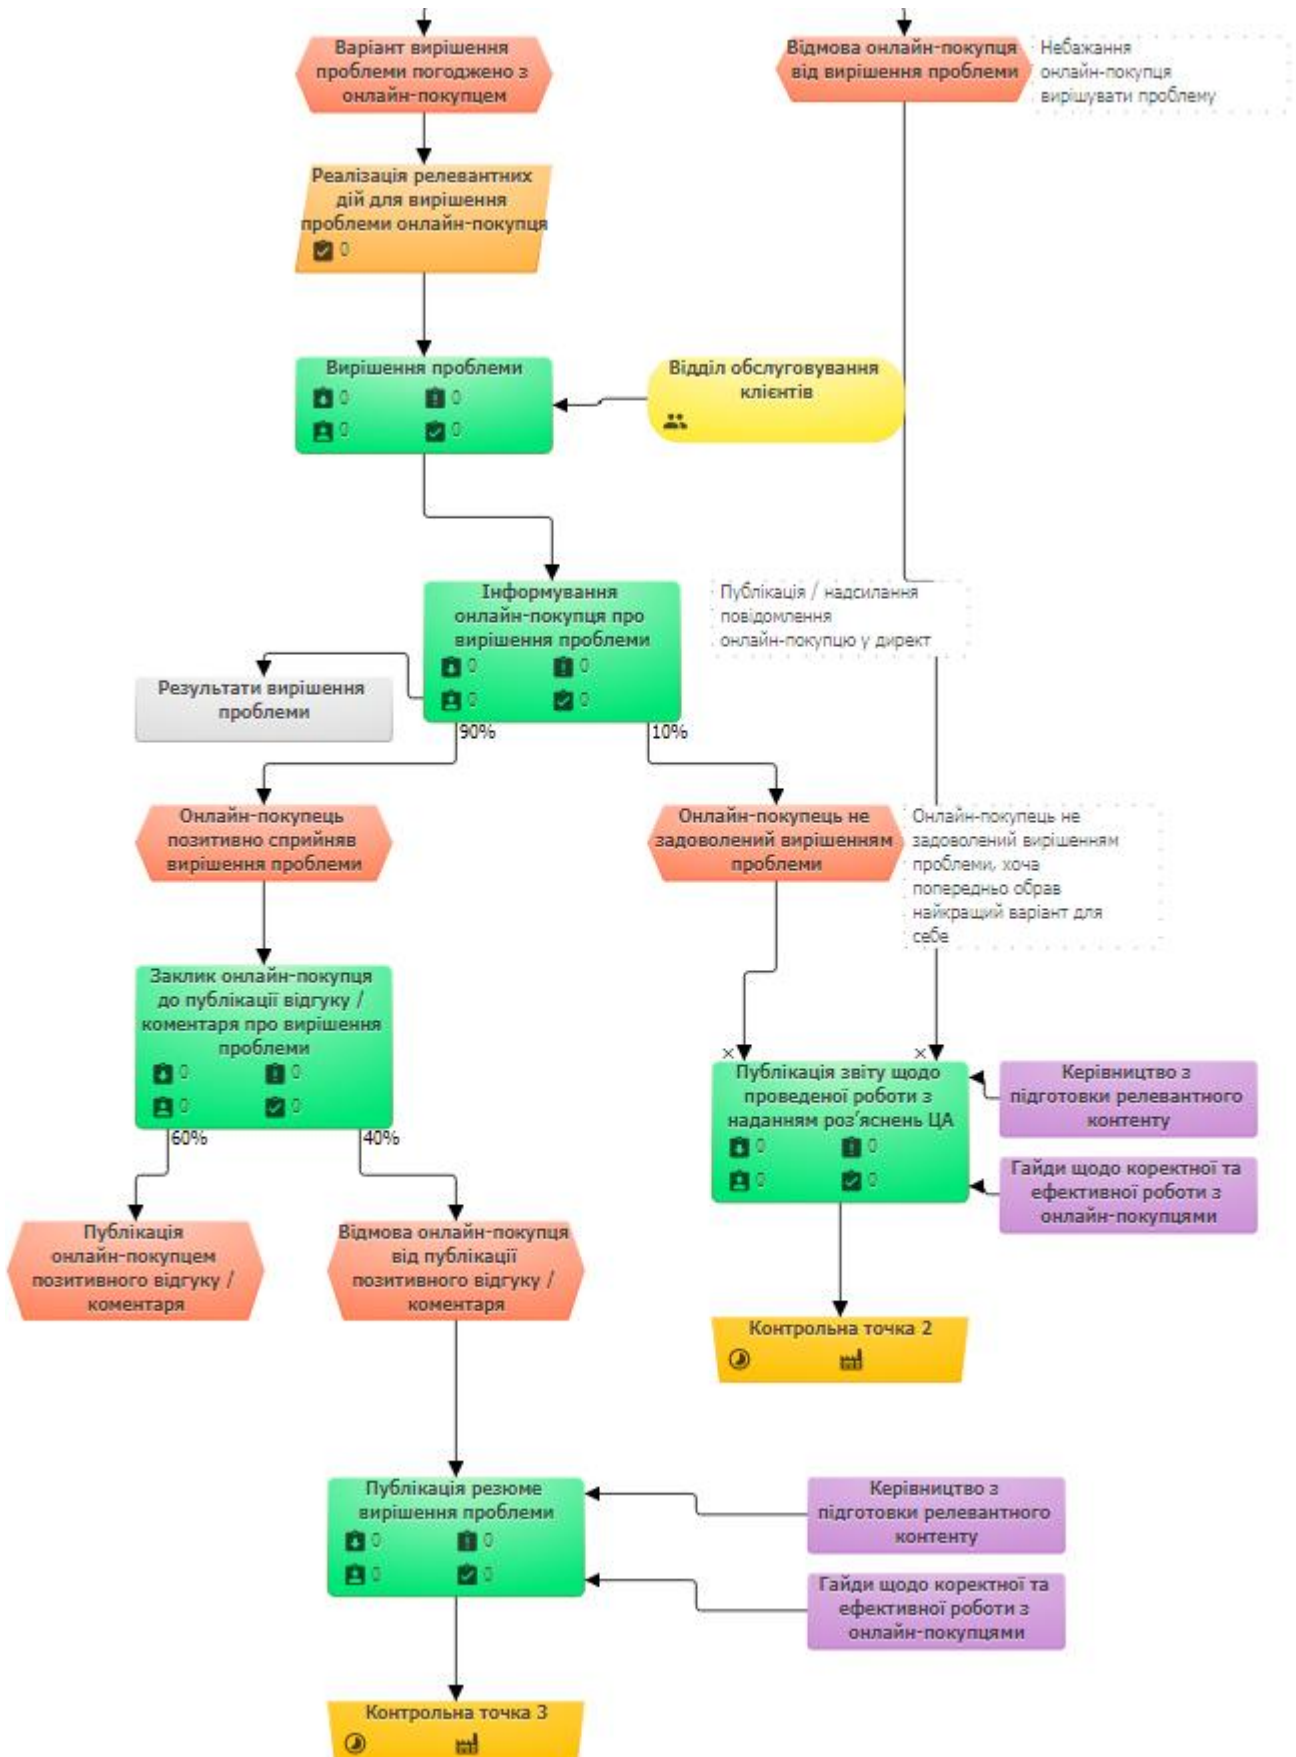 Варіант вирішення
проблеми погоджено з
онлайн-покупцем
Відмова онлайн-покупця
від вирішення проблеми
Небажання
онлайн-покупця
вирішувати проблему
Реалізація релевантних
дій для вирішення
проблеми онлайн-покупця
0
Вирішення проблеми
0 0
0 0
Відділ обслуговування
клієнтів
Інформування
онлайн-покупця про
вирішення проблеми
0 0
0 0
Публікація / надсилання
повідомлення
онлайн-покупцю у директ
Результати вирішення
проблеми
90%
10%
Онлайн-покупець
позитивно сприйняв
вирішення проблеми
Онлайн-покупець не
задоволений вирішенням
проблеми
Онлайн-покупець не
задоволений вирішенням
проблеми, хоча
попередньо обрав
найкращий варіант для
себе
Заклик онлайн-покупця
до публікації відгуку /
коментаря про вирішення
проблеми
0 0
0 0
60%
40%
×
×
Публікація звіту щодо
проведеної роботи з
наданням роз’яснень ЦА
0 0
0 0
Керівництво з
підготовки релевантного
контенту
Гайди щодо коректної та
ефективної роботи з
онлайн-покупцями
Публікація
онлайн-покупцем
позитивного відгуку /
коментаря
Відмова онлайн-покупця
від публікації
позитивного відгуку /
коментаря
Контрольна точка 2
Публікація резюме
вирішення проблеми
0 0
0 0
Керівництво з
підготовки релевантного
контенту
Гайди щодо коректної та
ефективної роботи з
онлайн-покупцями
Контрольна точка 3